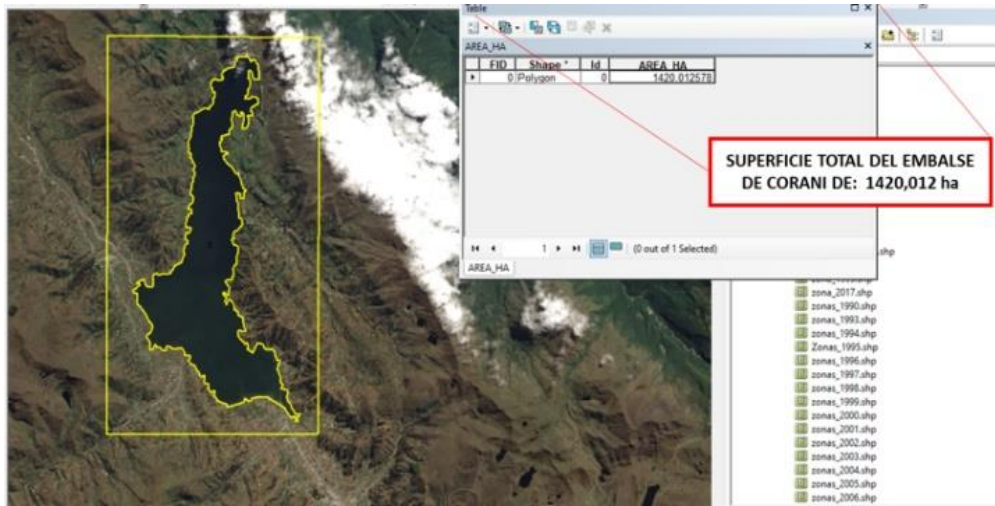 Table
AREA_HA
FID Shape * Id AREA_HA
0 Polygon 0 1420,012578
SUPERFICIE TOTAL DEL EMBALSE
DE CORANI DE: 1420,012 ha
1 (0 out of 1 Selected)
AREA_HA
.shp
zona_2017.shp
zonas_1990.shp
zonas_1993.shp
zonas_1994.shp
Zonas_1995.shp
zonas_1996.shp
zonas_1997.shp
zonas_1998.shp
zonas_1999.shp
zonas_2000.shp
zonas_2001.shp
zonas_2002.shp
zonas_2003.shp
zonas_2004.shp
zonas_2005.shp
zonas_2006.shp